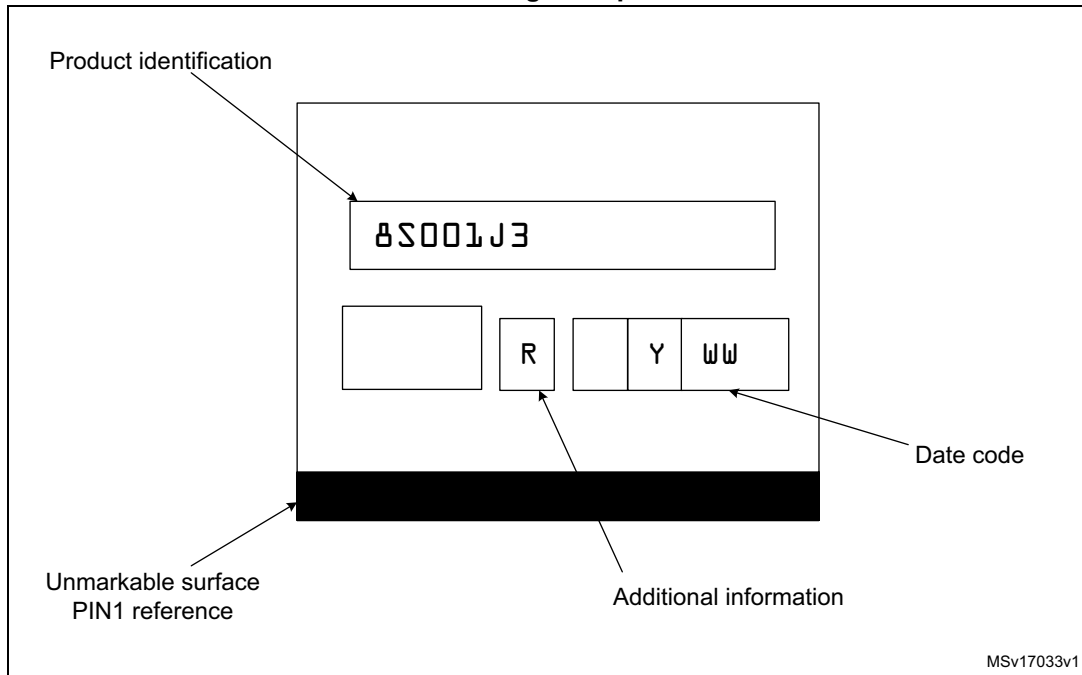 Product identification
8S001J3
R Y WW
Date code
Unmarkable surface
PIN1 reference
Additional information
MSv17033v1